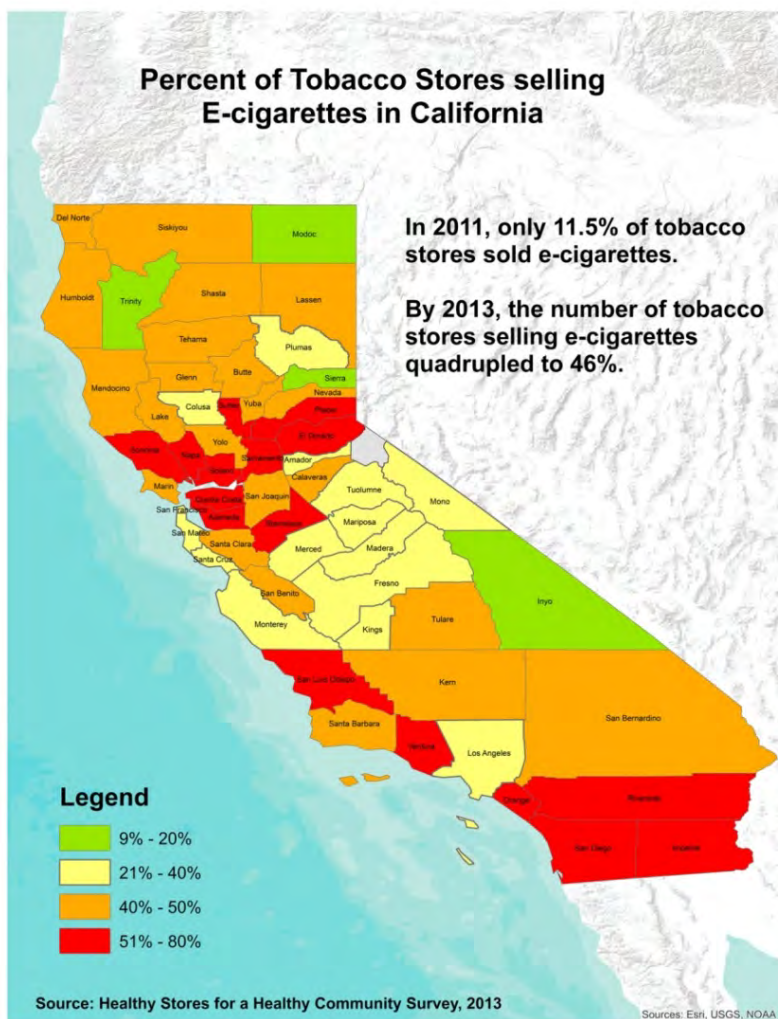 Percent of Tobacco Stores selling
E-cigarettes in California
In 2011, only 11.5% of tobacco
stores sold e-cigarettes.
By 2013, the number of tobacco
stores selling e-cigarettes
quadrupled to 46%.
Del Norte
Siskiyou
Modoc
Humboldt
Trinity
Shasta
Lassen
Tehama
Plumas
Mendocino
Glenn
Butte
Sierra
Nevada
Colusa
Sutter
Yuba
Placer
Lake
El Dorado
Yolo
Sonoma
Napa
Sacramento
Amador
Solano
Calaveras
Marin
San Joaquin
Tuolumne
Contra Costa
Mono
San Francisco
Alameda
Stanislaus
Mariposa
San Mateo
Santa Clara
Merced
Madera
Santa Cruz
Fresno
San Benito
Inyo
Monterey
Kings
Tulare
San Luis Obispo
Kern
San Bernardino
Santa Barbara
Ventura
Los Angeles
Orange
Riverside
San Diego
Imperial
Legend
9% - 20%
21% - 40%
40% - 50%
51% - 80%
Source: Healthy Stores for a Healthy Community Survey, 2013
Sources: Esri, USGS, NOAA